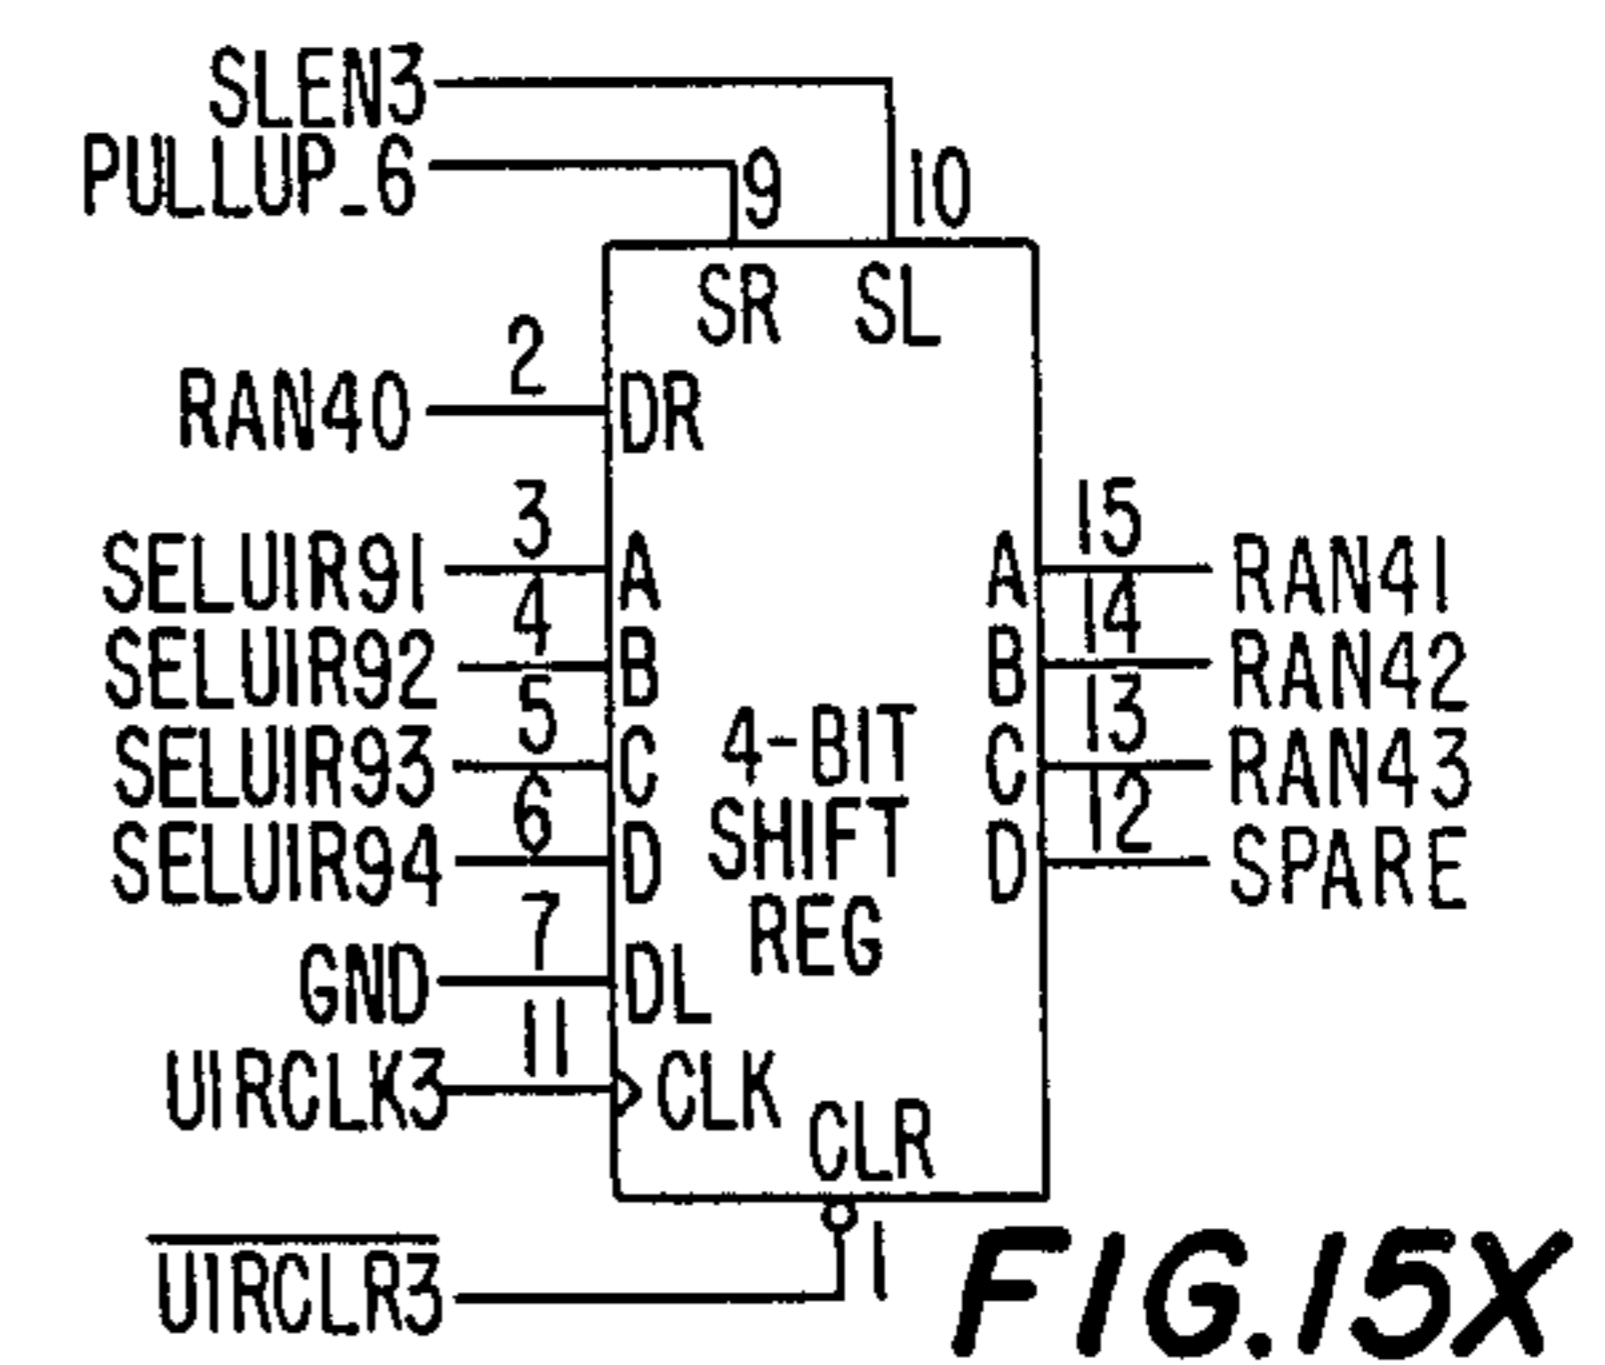 SLEN3
PULLUP_6
9
10
SR
SL
2
RAN40
DR
3
15
SELUIR91
A
A
RAN41
4
14
SELUIR92
B
B
RAN42
5
13
SELUIR93
C
C
RAN43
4-BIT
SHIFT
REG
6
12
SELUIR94
D
D
SPARE
7
GND
DL
11
UIRCLK3
CLK
CLR
1
UIRCLR3
FIG.15X